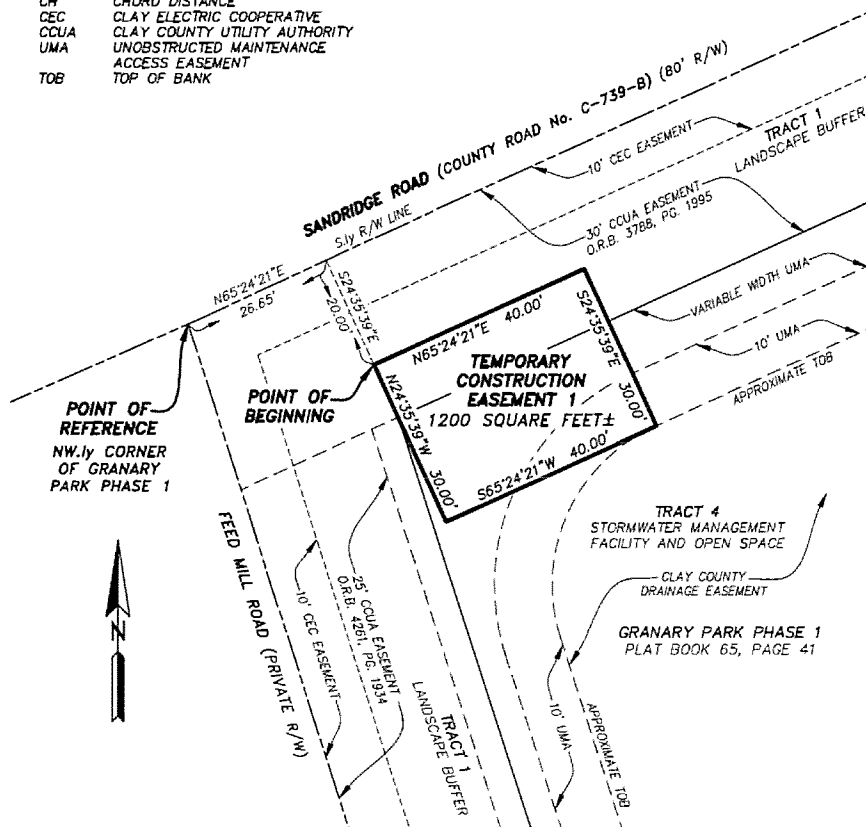 CH CHORD DISTANCE
CEC CLAY ELECTRIC COOPERATIVE
CCUA CLAY COUNTY UTILITY AUTHORITY
UMA UNOBSTRUCTED MAINTENANCE
ACCESS EASEMENT
TOB TOP OF BANK
SANDRIDGE ROAD (COUNTY ROAD No. C-739-B) (80' R/W)
S.ly R/W LINE
10' CEC EASEMENT
TRACT 1
LANDSCAPE BUFFER
30' CCUA EASEMENT
O.R.B. 3788, PG. 1995
N65°24'21"E
26.65'
S24°35'39"E
20.00'
N65°24'21"E 40.00'
S24°35'39"E
30.00'
VARIABLE WIDTH UMA
10' UMA
APPROXIMATE TOB
TEMPORARY
CONSTRUCTION
EASEMENT 1
1200 SQUARE FEET±
N24°35'39"W
30.00'
S65°24'21"W 40.00'
POINT OF
REFERENCE
NW.ly CORNER
OF GRANARY
PARK PHASE 1
POINT OF
BEGINNING
TRACT 4
STORMWATER MANAGEMENT
FACILITY AND OPEN SPACE
CLAY COUNTY
DRAINAGE EASEMENT
GRANARY PARK PHASE 1
PLAT BOOK 65, PAGE 41
N
FEED MILL ROAD (PRIVATE R/W)
10' CEC EASEMENT
25' CCUA EASEMENT
O.R.B. 4261, PG. 1934
TRACT 1
LANDSCAPE BUFFER
10' UMA
APPROXIMATE TOB